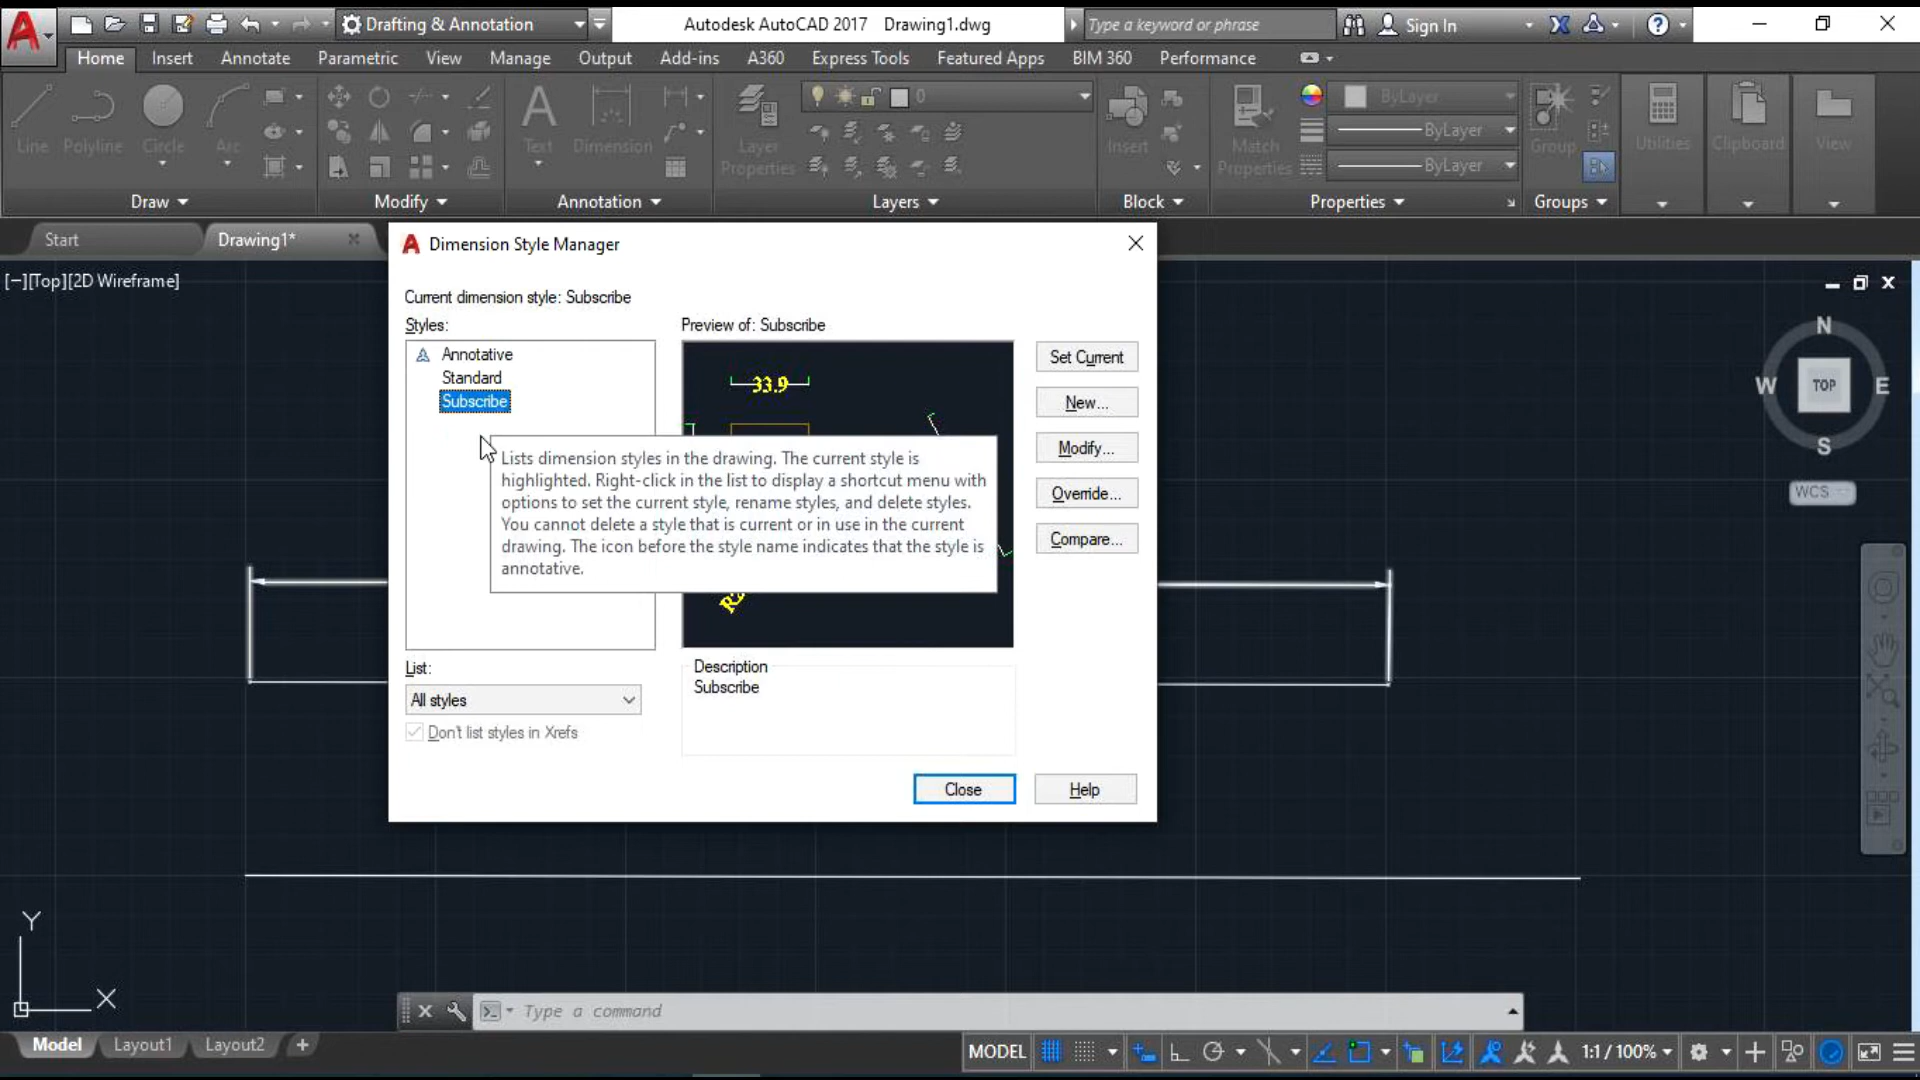 Drafting & Annotation
Autodesk AutoCAD 2017 Drawing1.dwg
Type a keyword or phrase
Sign In
Home Insert Annotate Parametric View Manage Output Add-ins A360 Express Tools Featured Apps BIM 360 Performance
0
ByLayer
ByLayer
ByLayer
Line Polyline Circle Arc
Text Dimension
Layer Properties
Insert
Match Properties
Group
Utilities
Clipboard
View
Draw Modify Annotation Layers Block Properties Groups
Start Drawing1*
[−][Top][2D Wireframe]
Dimension Style Manager
Current dimension style: Subscribe
Styles:
Annotative
Standard
Subscribe
Preview of: Subscribe
33.9
Lists dimension styles in the drawing. The current style is
highlighted. Right-click in the list to display a shortcut menu with
options to set the current style, rename styles, and delete styles.
You cannot delete a style that is current or in use in the current
drawing. The icon before the style name indicates that the style is
annotative.
Set Current
New...
Modify...
Override...
Compare...
List:
All styles
Don't list styles in Xrefs
Description
Subscribe
Close
Help
N
W TOP E
S
WCS
Y
X
Type a command
Model Layout1 Layout2 +
MODEL 1:1 / 100%